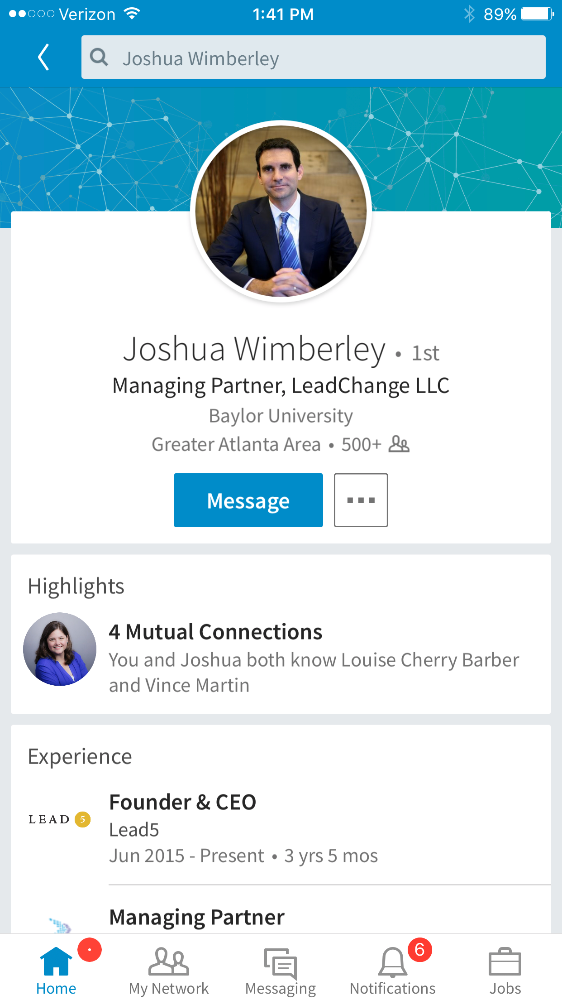 Verizon 1:41 PM 89%
Joshua Wimberley
Joshua Wimberley • 1st
Managing Partner, LeadChange LLC
Baylor University
Greater Atlanta Area • 500+
Message
Highlights
4 Mutual Connections
You and Joshua both know Louise Cherry Barber
and Vince Martin
Experience
Founder & CEO
LEAD 5
Lead5
Jun 2015 - Present • 3 yrs 5 mos
Managing Partner
6
Home My Network Messaging Notifications Jobs